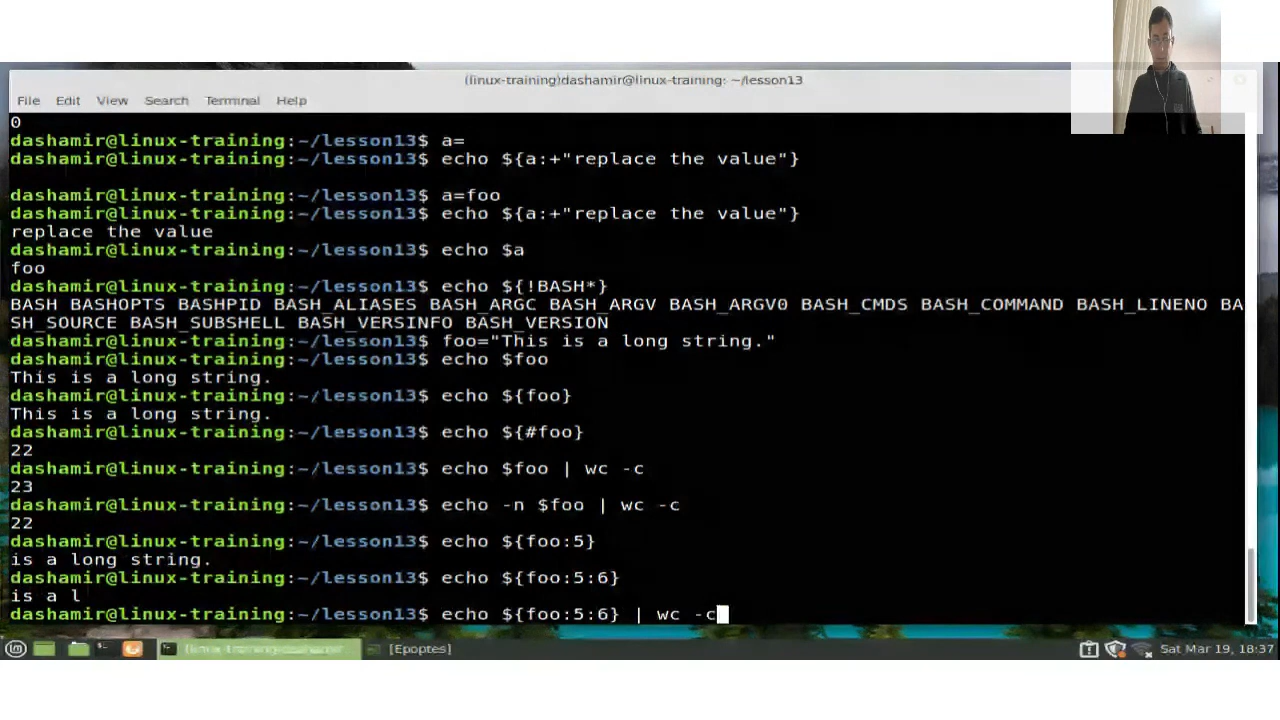 (linux-training)dashamir@linux-training: ~/lesson13
File Edit View Search Terminal Help
0
dashamir@linux-training:~/lesson13$ a=
dashamir@linux-training:~/lesson13$ echo ${a:+"replace the value"}
dashamir@linux-training:~/lesson13$ a=foo
dashamir@linux-training:~/lesson13$ echo ${a:+"replace the value"}
replace the value
dashamir@linux-training:~/lesson13$ echo $a
foo
dashamir@linux-training:~/lesson13$ echo ${!BASH*}
BASH BASHOPTS BASHPID BASH_ALIASES BASH_ARGC BASH_ARGV BASH_ARGV0 BASH_CMDS BASH_COMMAND BASH_LINENO BA
SH_SOURCE BASH_SUBSHELL BASH_VERSINFO BASH_VERSION
dashamir@linux-training:~/lesson13$ foo="This is a long string."
dashamir@linux-training:~/lesson13$ echo $foo
This is a long string.
dashamir@linux-training:~/lesson13$ echo ${foo}
This is a long string.
dashamir@linux-training:~/lesson13$ echo ${#foo}
22
dashamir@linux-training:~/lesson13$ echo $foo | wc -c
23
dashamir@linux-training:~/lesson13$ echo -n $foo | wc -c
22
dashamir@linux-training:~/lesson13$ echo ${foo:5}
is a long string.
dashamir@linux-training:~/lesson13$ echo ${foo:5:6}
is a l
dashamir@linux-training:~/lesson13$ echo ${foo:5:6} | wc -c
[Epoptes] Sat Mar 19, 18:37